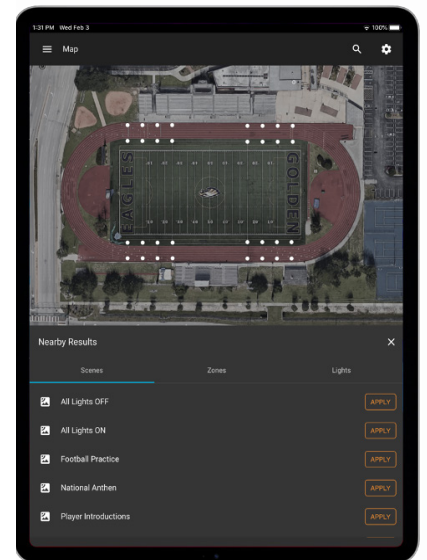 1:31 PM Wed Feb 3
100%
Map
EAGLES
GOLDEN
Nearby Results
Scenes Zones Lights
All Lights OFF APPLY
All Lights ON APPLY
Football Practice APPLY
National Anthen APPLY
Player Introductions APPLY